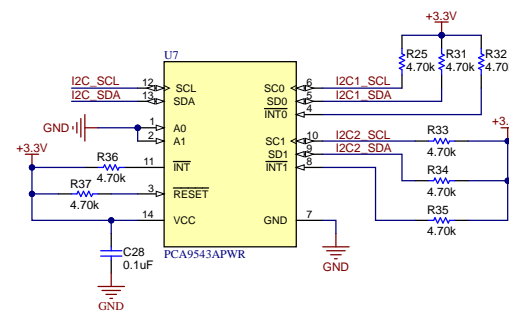 +3.3V
U7
R25
4.70k
R31
4.70k
R32
4.70k
I2C_SCL
12
SCL
SC0
6
I2C1_SCL
I2C_SDA
13
SDA
SD0
5
I2C1_SDA
INT0
4
GND
1
A0
2
A1
SC1
10
I2C2_SCL
R33
4.70k
SD1
9
I2C2_SDA
+3.3V
R36
4.70k
11
INT
INT1
8
R34
4.70k
R37
4.70k
3
RESET
R35
4.70k
14
VCC
GND
7
C28
0.1uF
PCA9543APWR
GND
GND